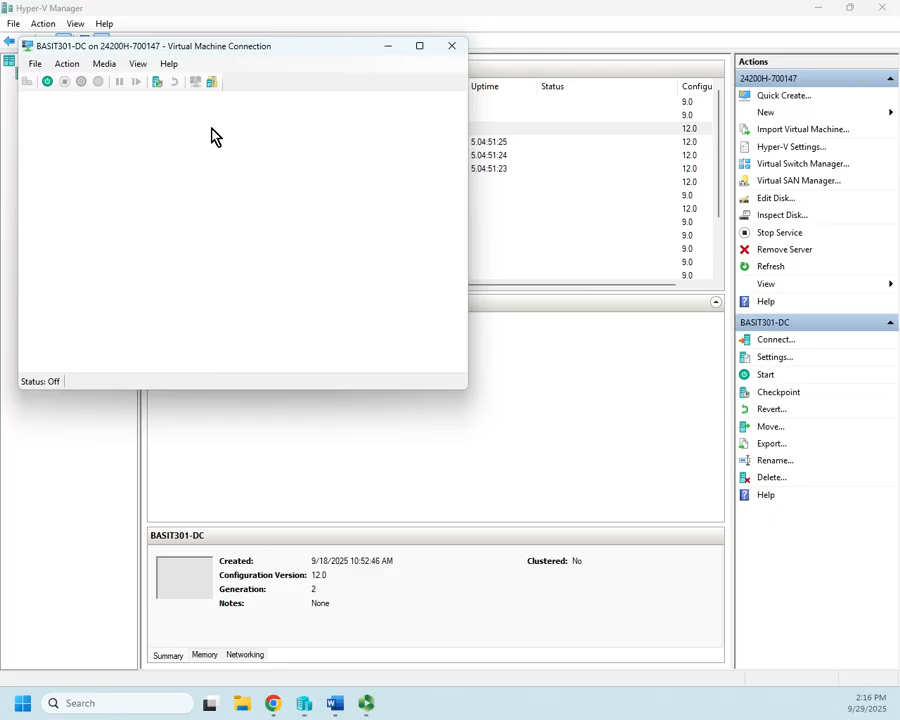 Hyper-V Manager
File Action View Help
BASIT301-DC on 24200H-700147 - Virtual Machine Connection
File Action Media View Help
Status: Off
Uptime Status Configu
9.0
9.0
12.0
5.04:51:25 12.0
5.04:51:24 12.0
5.04:51:23 12.0
12.0
9.0
12.0
9.0
9.0
9.0
9.0
9.0
BASIT301-DC
Created: 9/18/2025 10:52:46 AM Clustered: No
Configuration Version: 12.0
Generation: 2
Notes: None
Summary Memory Networking
Actions
24200H-700147
Quick Create...
New
Import Virtual Machine...
Hyper-V Settings...
Virtual Switch Manager...
Virtual SAN Manager...
Edit Disk...
Inspect Disk...
Stop Service
Remove Server
Refresh
View
Help
BASIT301-DC
Connect...
Settings...
Start
Checkpoint
Revert...
Move...
Export...
Rename...
Delete...
Help
Search
2:16 PM
9/29/2025